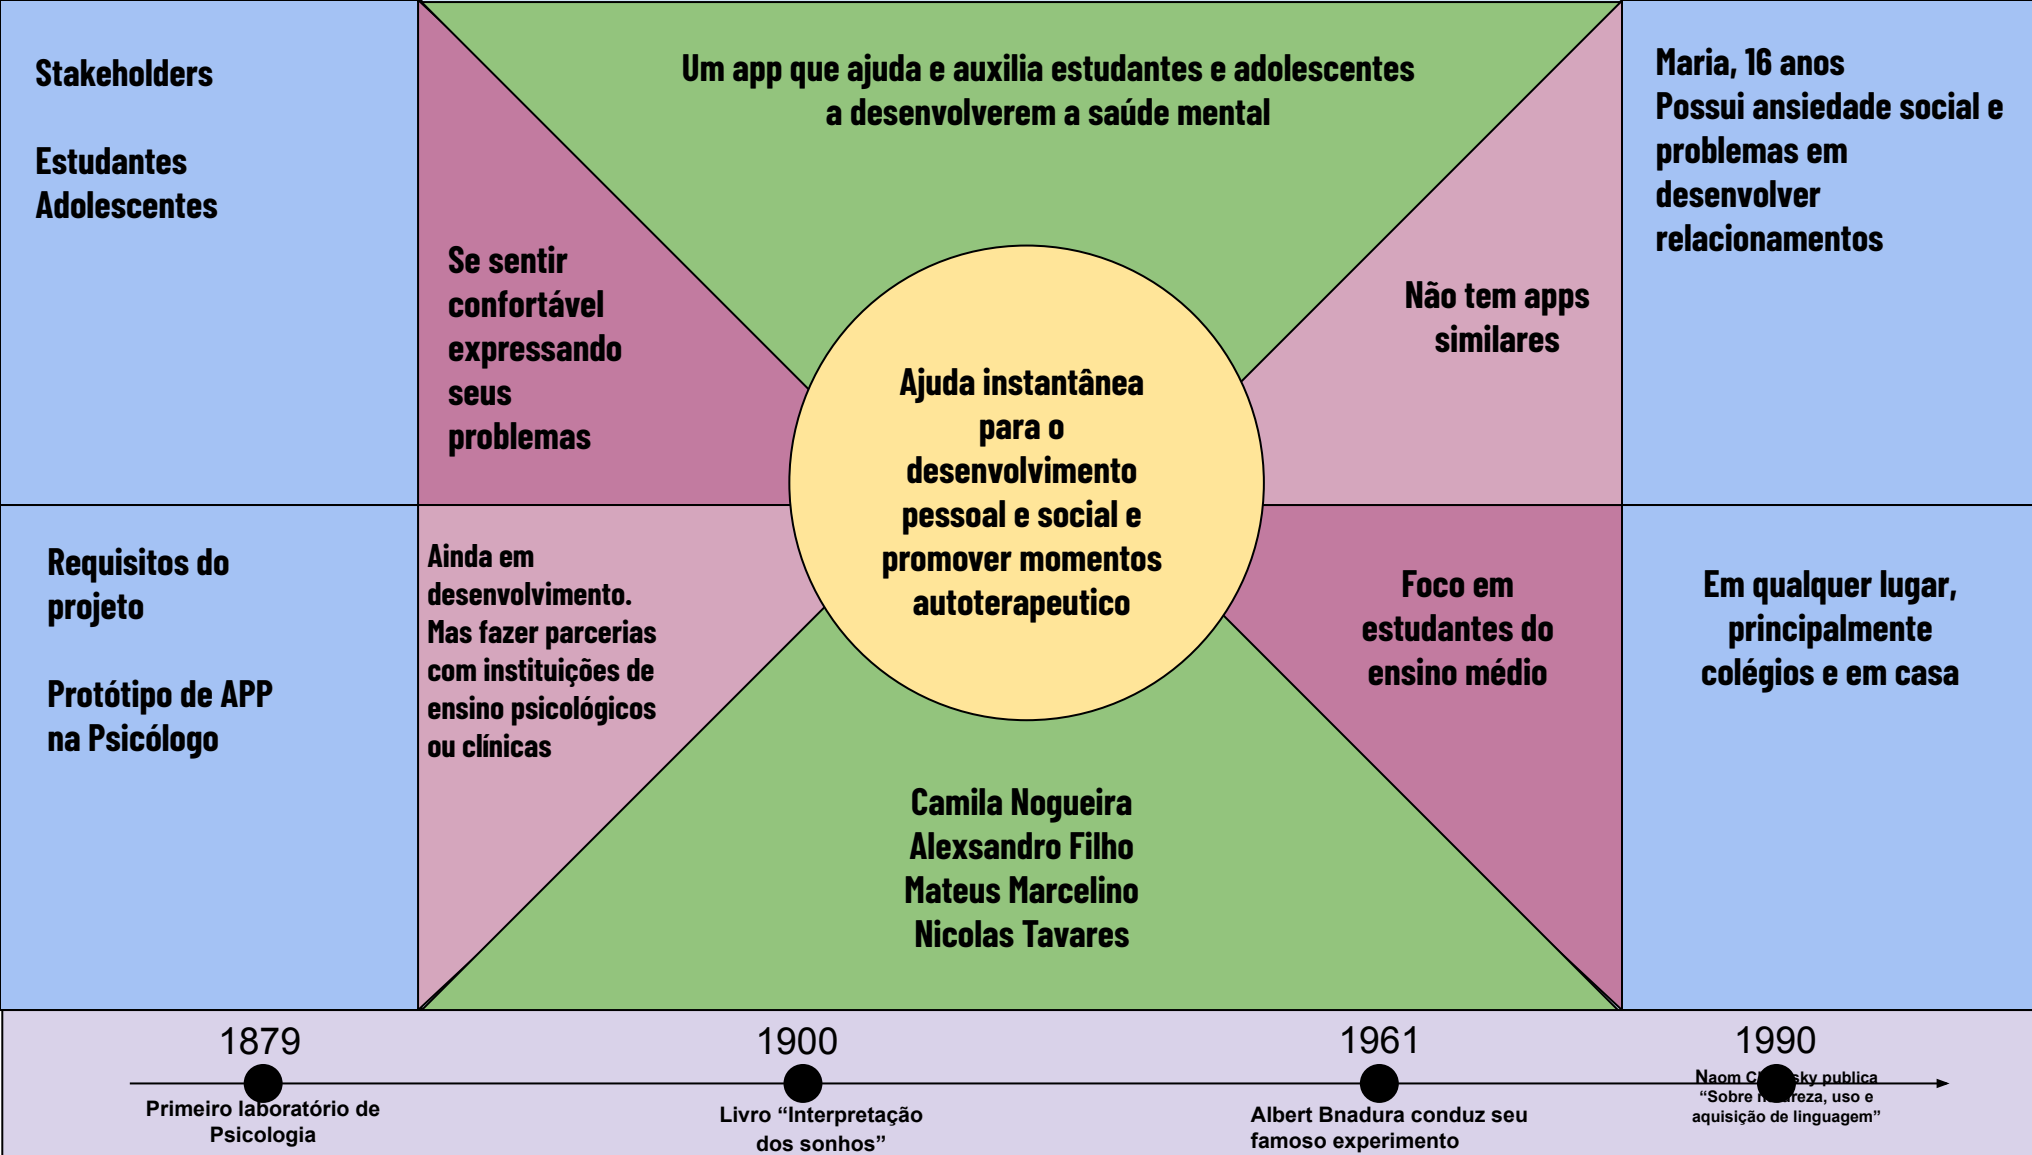 Stakeholders
Estudantes
Adolescentes
Se sentir
confortável
expressando
seus
problemas
Um app que ajuda e auxilia estudantes e adolescentes
a desenvolverem a saúde mental
Não tem apps
similares
Maria, 16 anos
Possui ansiedade social e
problemas em
desenvolver
relacionamentos
Ajuda instantânea
para o
desenvolvimento
pessoal e social e
promover momentos
autoterapeutico
Requisitos do
projeto
Protótipo de APP
na Psicólogo
Ainda em
desenvolvimento.
Mas fazer parcerias
com instituições de
ensino psicológicos
ou clínicas
Foco em
estudantes do
ensino médio
Em qualquer lugar,
principalmente
colégios e em casa
Camila Nogueira
Alexsandro Filho
Mateus Marcelino
Nicolas Tavares
1879
Primeiro laboratório de
Psicologia
1900
Livro “Interpretação
dos sonhos”
1961
Albert Bnadura conduz seu
famoso experimento
1990
Naom publica
“Sobre uso e
aquisição de linguagem”